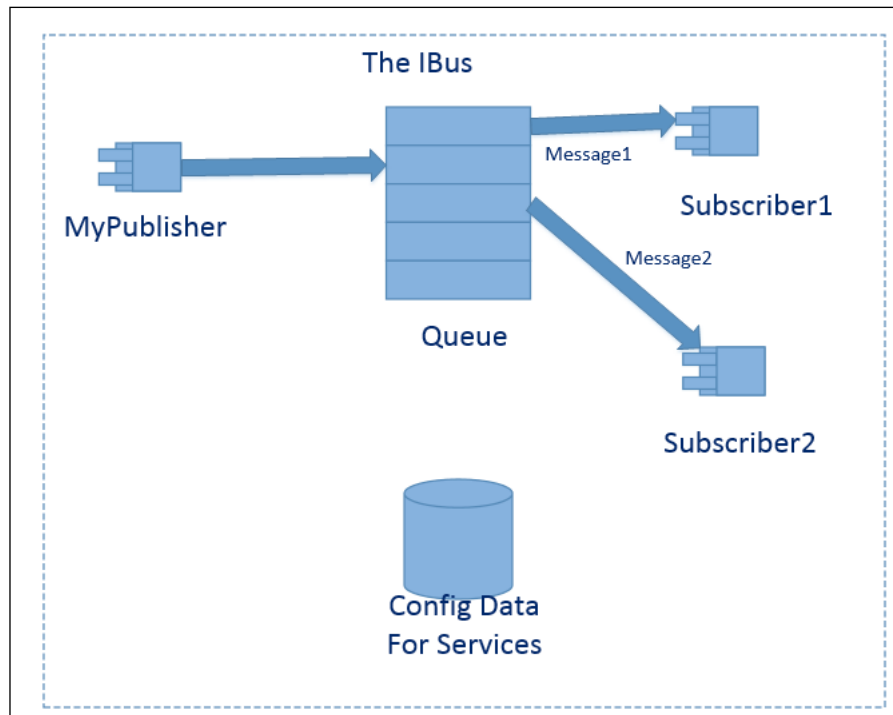 The IBus
Message1
MyPublisher
Subscriber1
Message2
Queue
Subscriber2
Config Data
For Services